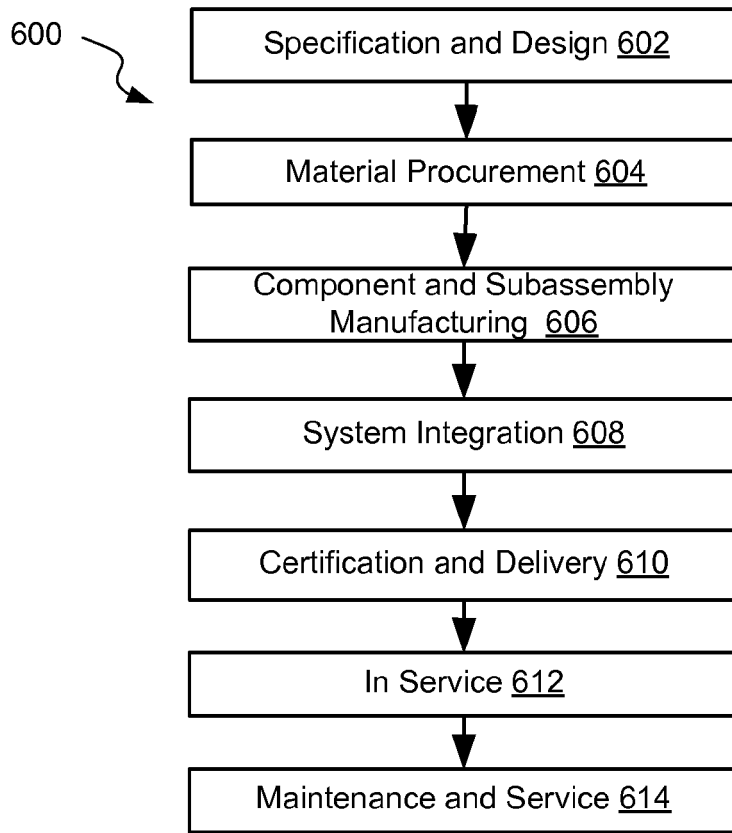 600
Specification and Design 602
Material Procurement 604
Component and Subassembly
Manufacturing 606
System Integration 608
Certification and Delivery 610
In Service 612
Maintenance and Service 614